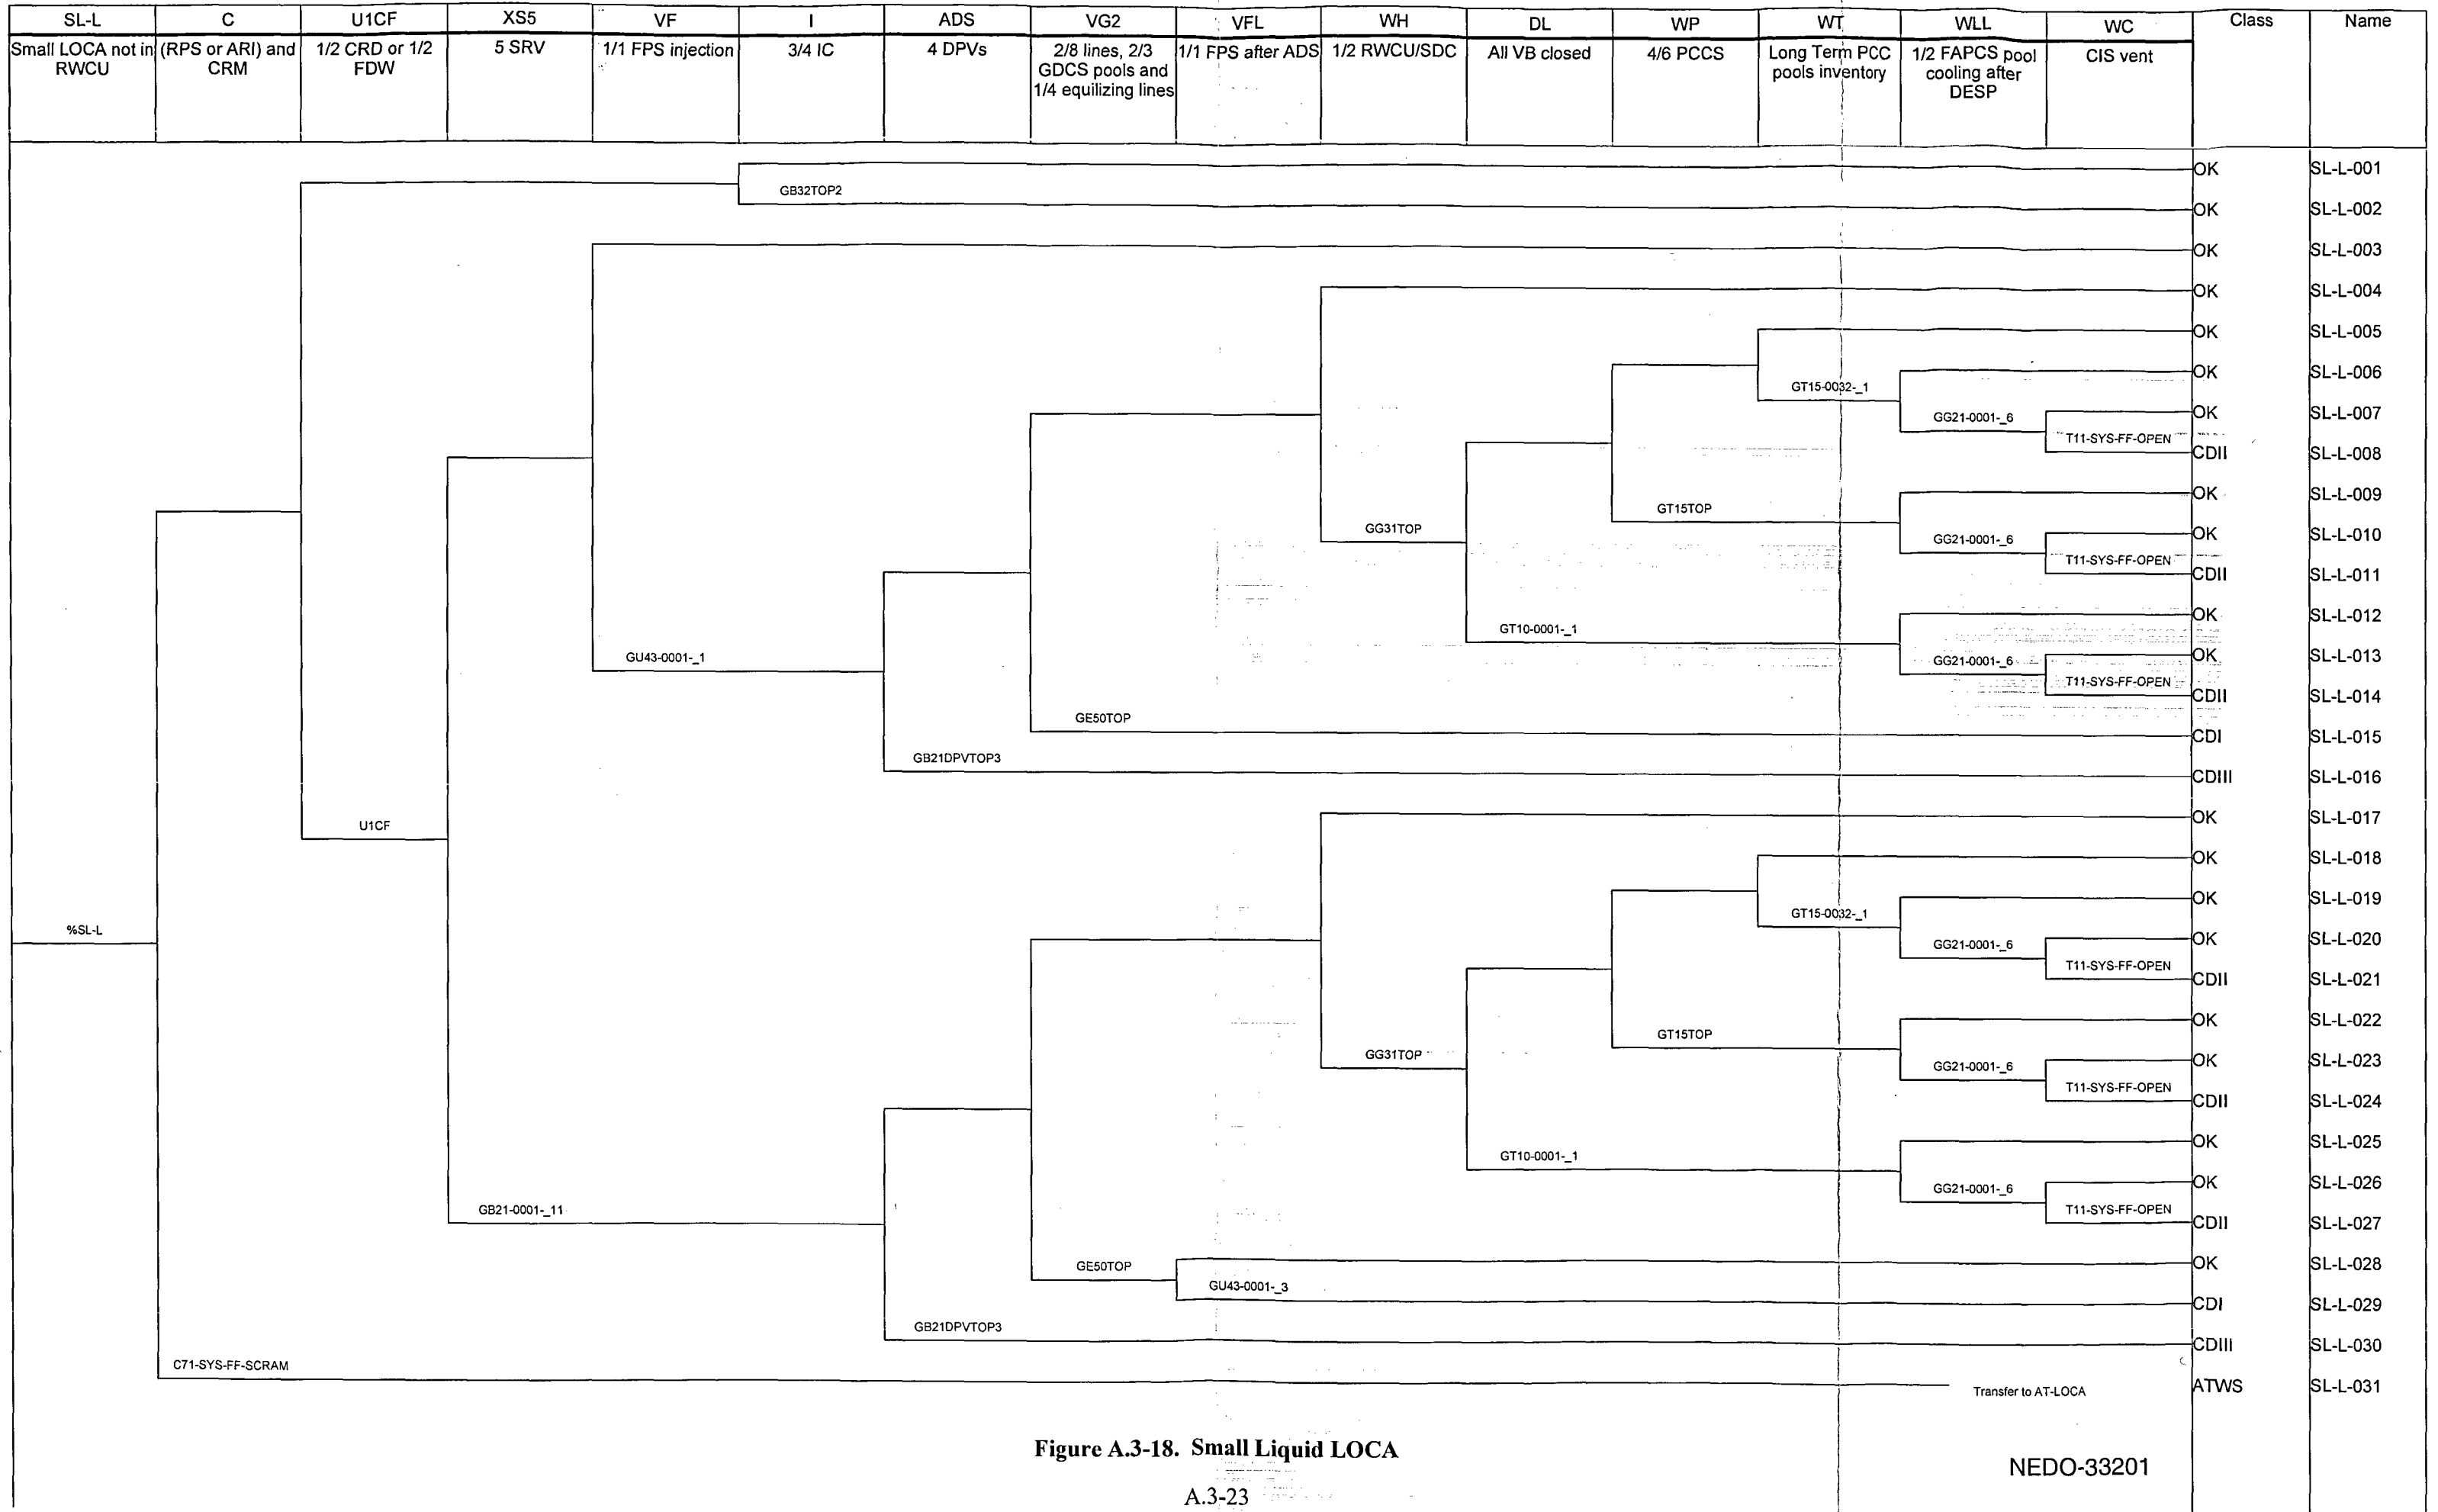 SL-L C U1CF XS5 VF I ADS VG2 VFL WH DL WP WT WLL WC Class Name
Small LOCA not in RWCU
(RPS or ARI) and CRM
1/2 CRD or 1/2 FDW
5 SRV
1/1 FPS injection
3/4 IC
4 DPVs
2/8 lines, 2/3 GDCS pools and 1/4 equilizing lines
1/1 FPS after ADS
1/2 RWCU/SDC
All VB closed
4/6 PCCS
Long Term PCC pools inventory
1/2 FAPCS pool cooling after DESP
CIS vent
OK SL-L-001
GB32TOP2
OK SL-L-002
OK SL-L-003
OK SL-L-004
OK SL-L-005
OK SL-L-006
GT15-0032-_1
OK SL-L-007
GG21-0001-_6
T11-SYS-FF-OPEN
CDII SL-L-008
OK SL-L-009
GT15TOP
GG31TOP
OK SL-L-010
GG21-0001-_6
T11-SYS-FF-OPEN
CDII SL-L-011
OK SL-L-012
GT10-0001-_1
GU43-0001-_1
OK SL-L-013
GG21-0001-_6
T11-SYS-FF-OPEN
CDII SL-L-014
GE50TOP
CDI SL-L-015
GB21DPVTOP3
CDIII SL-L-016
OK SL-L-017
U1CF
OK SL-L-018
OK SL-L-019
GT15-0032-_1
%SL-L
OK SL-L-020
GG21-0001-_6
T11-SYS-FF-OPEN
CDII SL-L-021
OK SL-L-022
GT15TOP
GG31TOP
OK SL-L-023
GG21-0001-_6
T11-SYS-FF-OPEN
CDII SL-L-024
OK SL-L-025
GT10-0001-_1
OK SL-L-026
GG21-0001-_6
GB21-0001-_11
T11-SYS-FF-OPEN
CDII SL-L-027
OK SL-L-028
GE50TOP
GU43-0001-_3
CDI SL-L-029
GB21DPVTOP3
CDIII SL-L-030
C71-SYS-FF-SCRAM
Transfer to AT-LOCA
ATWS SL-L-031
Figure A.3-18. Small Liquid LOCA
NEDO-33201
A.3-23